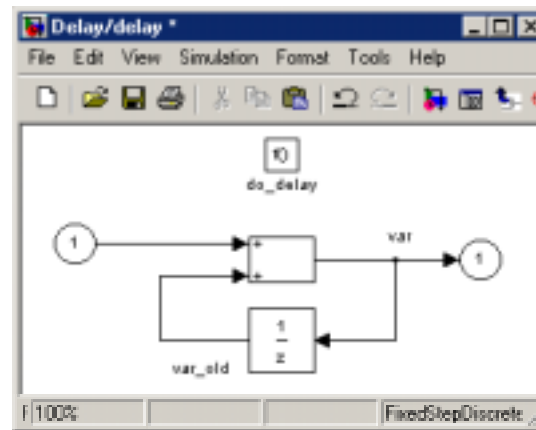 Delay/delay *
File Edit View Simulation Format Tools Help
f()
do_delay
1
+
var
1
+
1
z
var_old
100%
FixedStepDiscrete